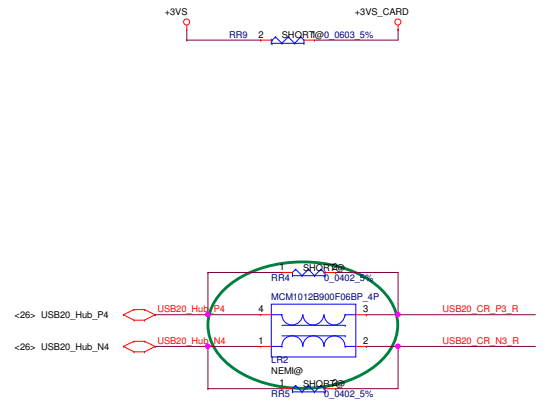 +3VS +3VS_CARD
RR9 2 SHORT@ 1 0_0603_5%
1 SHORT@ 2
RR4 0_0402_5%
MCM1012B900F06BP_4P
<26> USB20_Hub_P4 USB20_Hub_P4 4 3 USB20_CR_P3_R
<26> USB20_Hub_N4 USB20_Hub_N4 1 2 USB20_CR_N3_R
LR2
NEMI@
1 SHORT@ 2
RR5 0_0402_5%